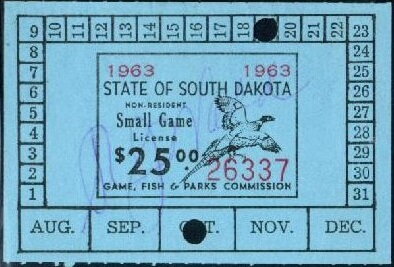 9 10 11 12 13 14 15 16 17 18 20 21 22 23
8 24
7 25
6 26
5 27
4 28
3 29
2 30
1 31
1963 1963
STATE OF SOUTH DAKOTA
NON-RESIDENT
Small Game
License
$25.00
26337
GAME, FISH & PARKS COMMISSION
AUG. SEP. OCT. NOV. DEC.